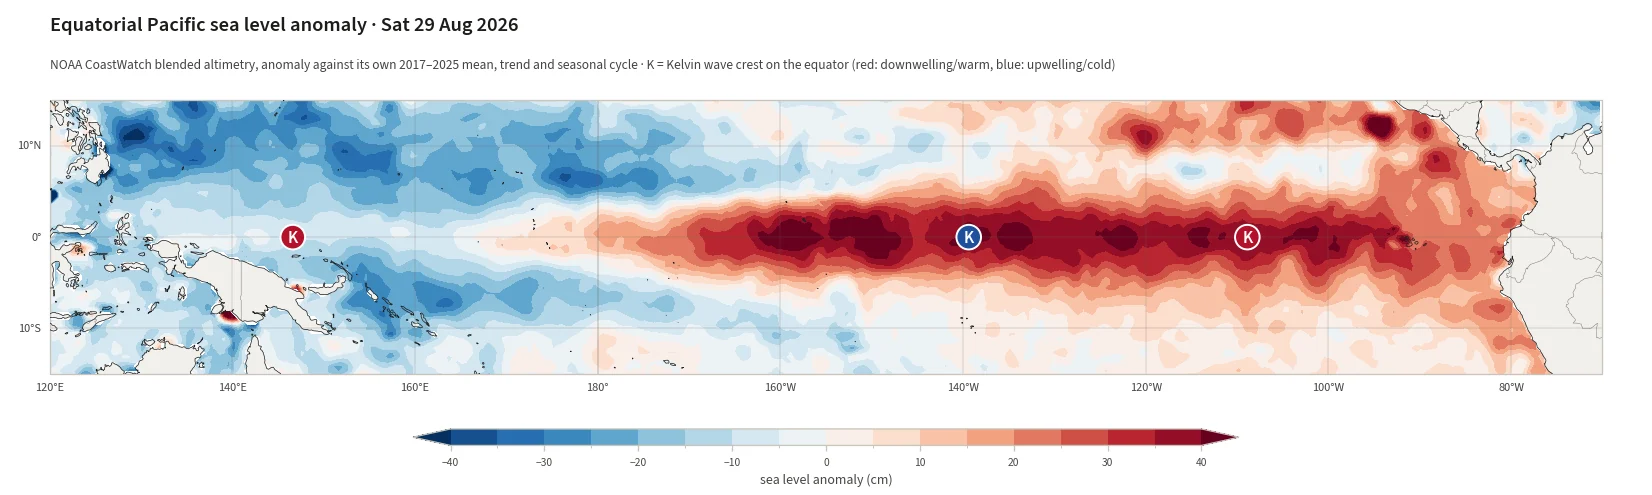 Equatorial Pacific sea level anomaly · Sat 29 Aug 2026
NOAA CoastWatch blended altimetry, anomaly against its own 2017–2025 mean, trend and seasonal cycle · K = Kelvin wave crest on the equator (red: downwelling/warm, blue: upwelling/cold)
10°N
0°
10°S
K K K
120°E 140°E 160°E 180° 160°W 140°W 120°W 100°W 80°W
−40 −30 −20 −10 0 10 20 30 40
sea level anomaly (cm)